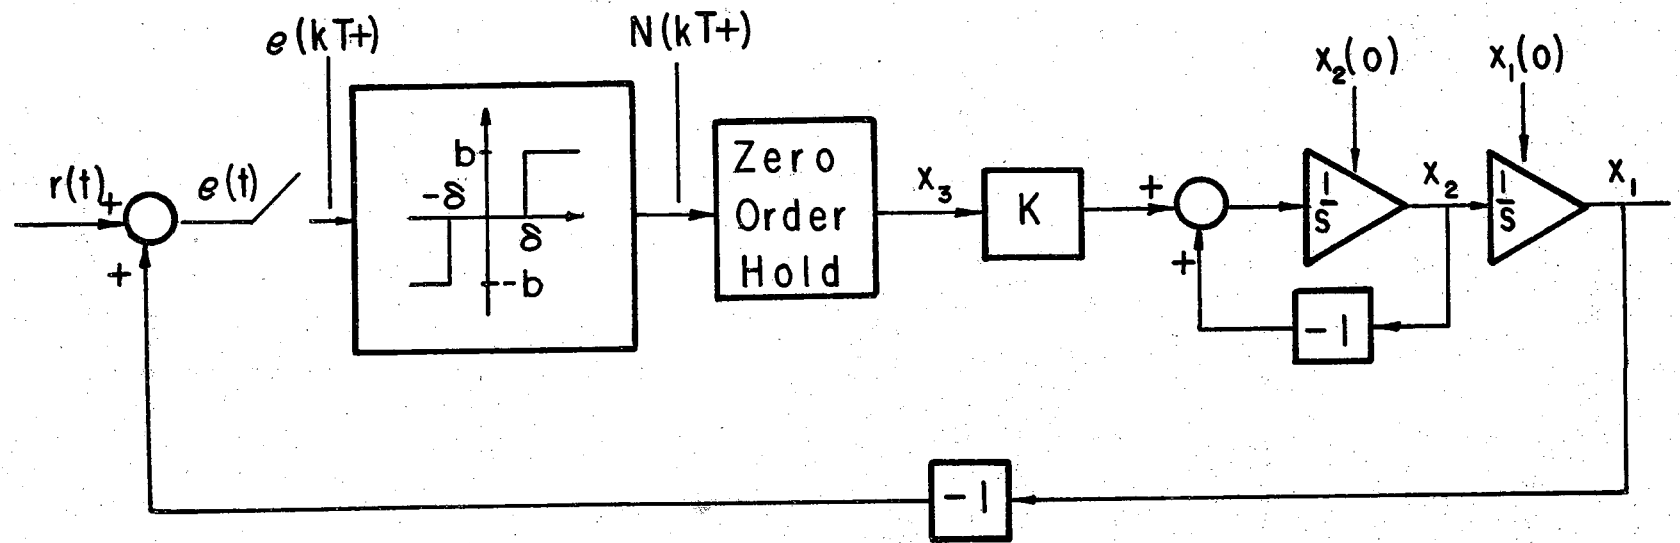 e(kT+)
N(kT+)
x₂(0)
x₁(0)
r(t)
+
e(t)
+
b
-δ
δ
-b
Zero
Order
Hold
x₃
K
+
+
1/S
x₂
1/S
x₁
-1
-1